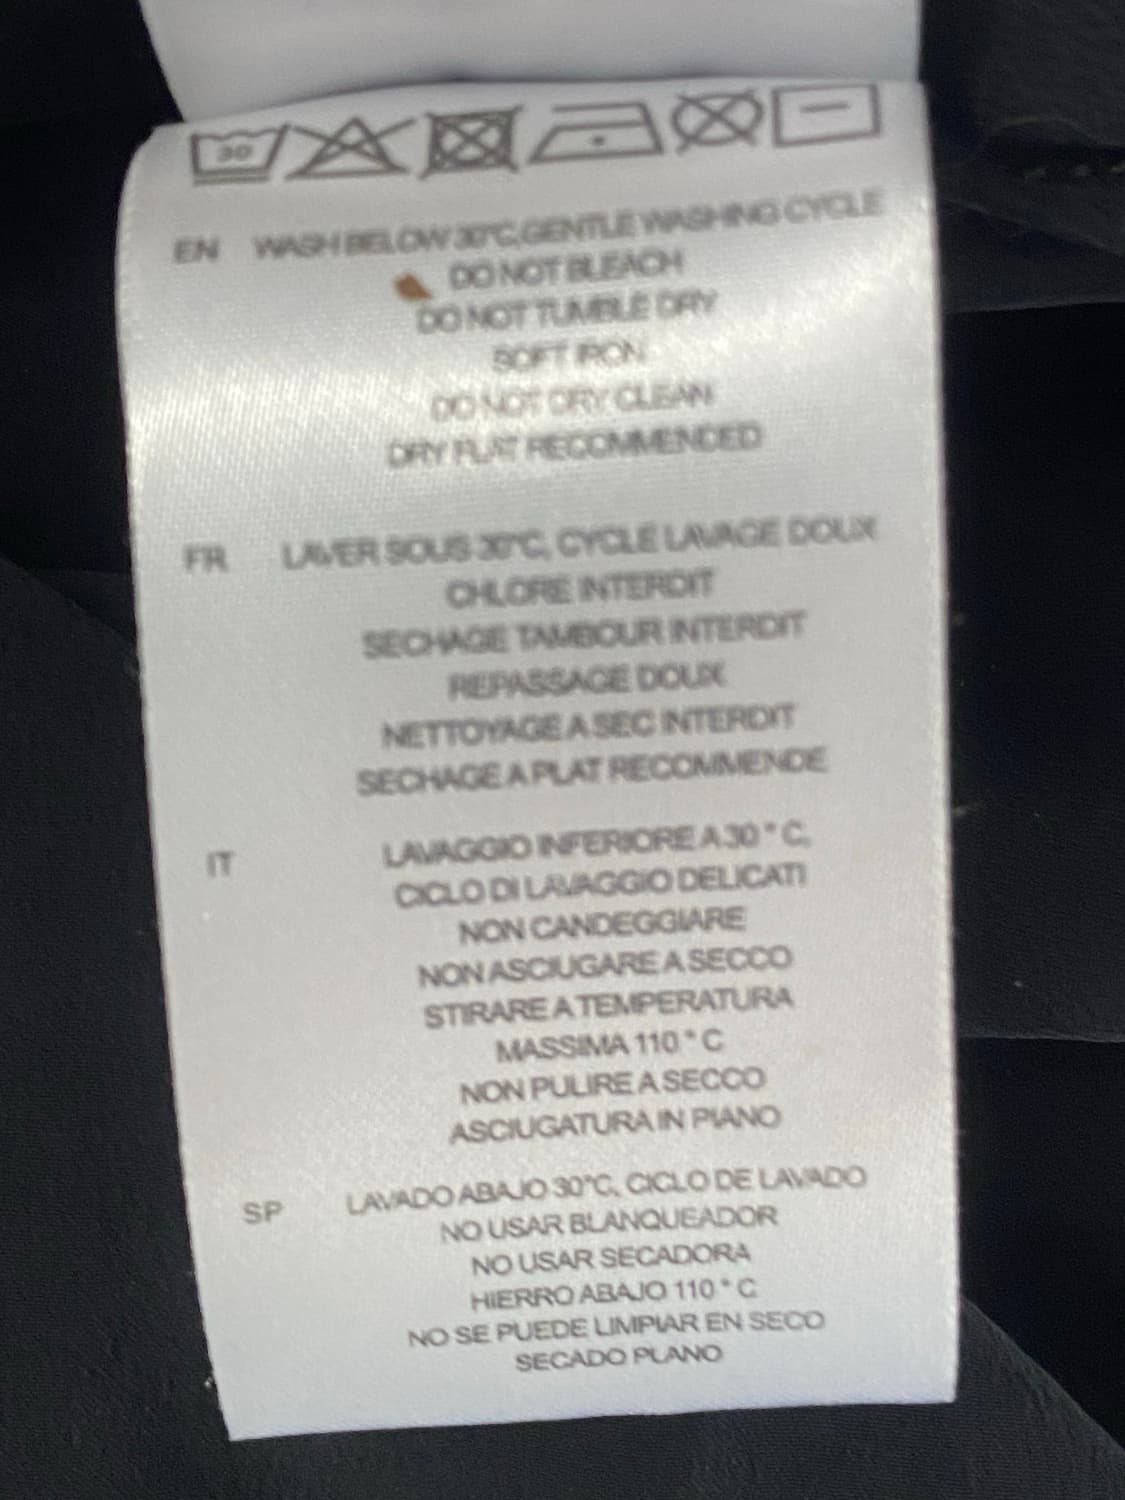 30
EN WASH BELOW 30°C, GENTLE WASHING CYCLE
DO NOT BLEACH
DO NOT TUMBLE DRY
SOFT IRON
DO NOT DRY CLEAN
DRY FLAT RECOMMENDED
FR LAVER SOUS 30°C, CYCLE LAVAGE DOUX
CHLORE INTERDIT
SECHAGE TAMBOUR INTERDIT
REPASSAGE DOUX
NETTOYAGE A SEC INTERDIT
SECHAGE A PLAT RECOMMENDE
IT LAVAGGIO INFERIORE A 30 ° C,
CICLO DI LAVAGGIO DELICATI
NON CANDEGGIARE
NON ASCIUGARE A SECCO
STIRARE A TEMPERATURA
MASSIMA 110 ° C
NON PULIRE A SECCO
ASCIUGATURA IN PIANO
SP LAVADO ABAJO 30°C, CICLO DE LAVADO
NO USAR BLANQUEADOR
NO USAR SECADORA
HIERRO ABAJO 110 ° C
NO SE PUEDE LIMPIAR EN SECO
SECADO PLANO